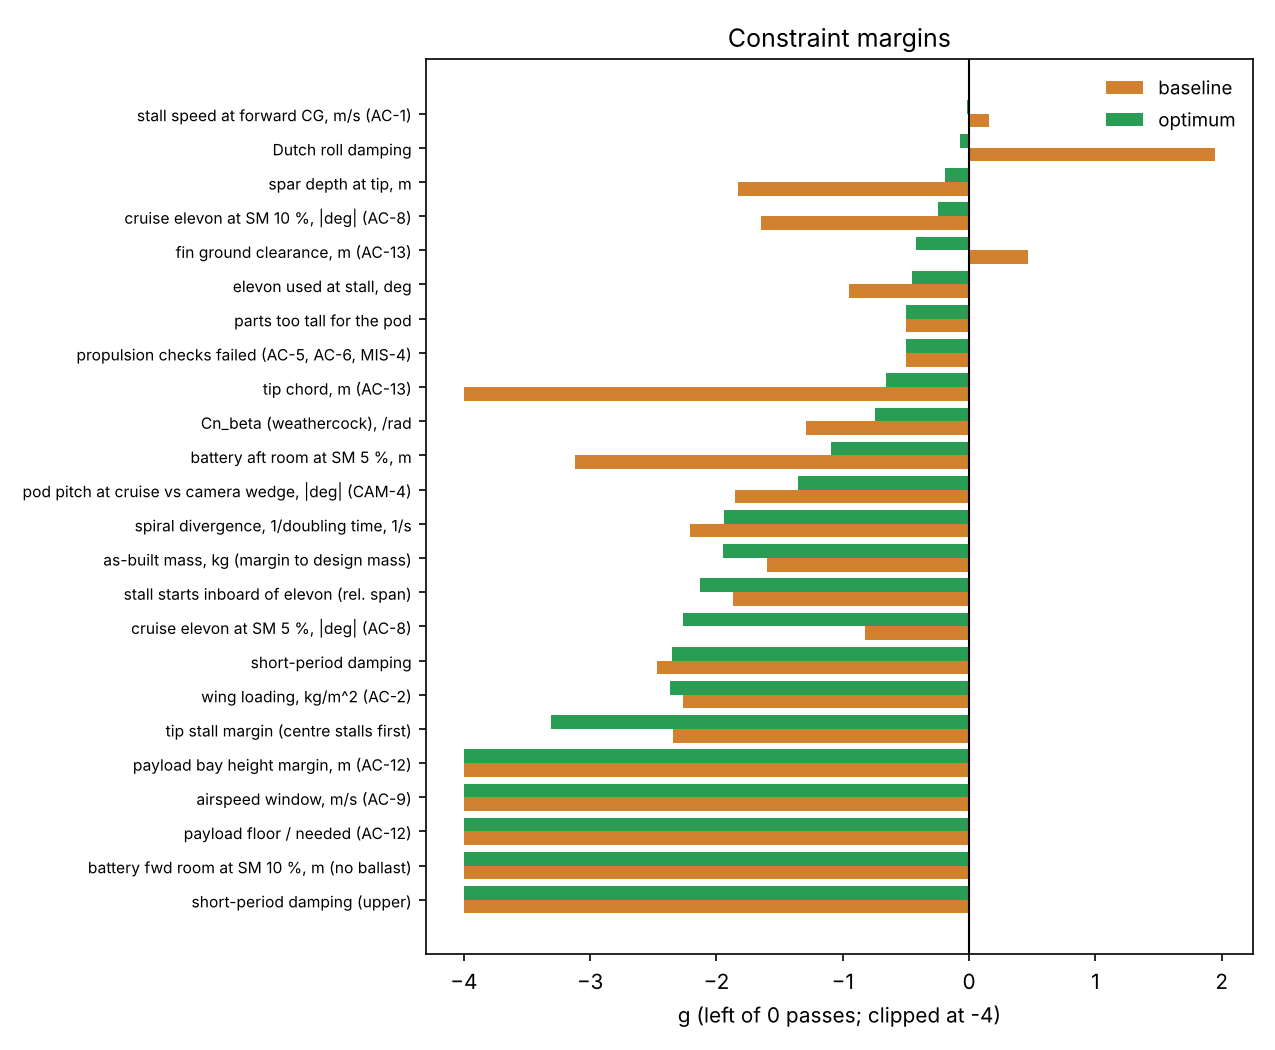 Constraint margins
baseline
optimum
stall speed at forward CG, m/s (AC-1)
Dutch roll damping
spar depth at tip, m
cruise elevon at SM 10 %, |deg| (AC-8)
fin ground clearance, m (AC-13)
elevon used at stall, deg
parts too tall for the pod
propulsion checks failed (AC-5, AC-6, MIS-4)
tip chord, m (AC-13)
Cn_beta (weathercock), /rad
battery aft room at SM 5 %, m
pod pitch at cruise vs camera wedge, |deg| (CAM-4)
spiral divergence, 1/doubling time, 1/s
as-built mass, kg (margin to design mass)
stall starts inboard of elevon (rel. span)
cruise elevon at SM 5 %, |deg| (AC-8)
short-period damping
wing loading, kg/m^2 (AC-2)
tip stall margin (centre stalls first)
payload bay height margin, m (AC-12)
airspeed window, m/s (AC-9)
payload floor / needed (AC-12)
battery fwd room at SM 10 %, m (no ballast)
short-period damping (upper)
−4 −3 −2 −1 0 1 2
g (left of 0 passes; clipped at -4)